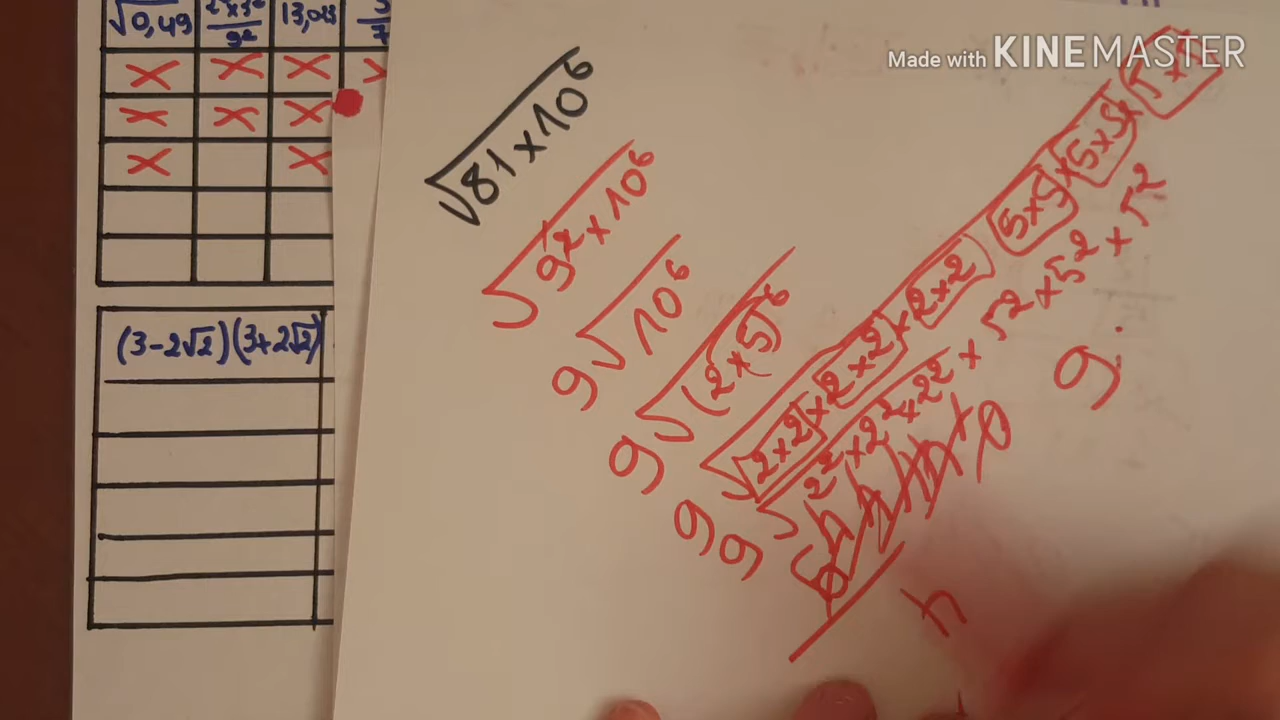 Made with KINEMASTER
√0,49
13,023
X X X
X X X
X X
(3-2√2)(3+2√2)
√81×10⁶
√9²×10⁶
9√10⁶
9√(2×5)⁶
9√2×2×2×2×2×2 5×5×5×5×5×5
9√2²×2²×2²×5²×5²×5²
9